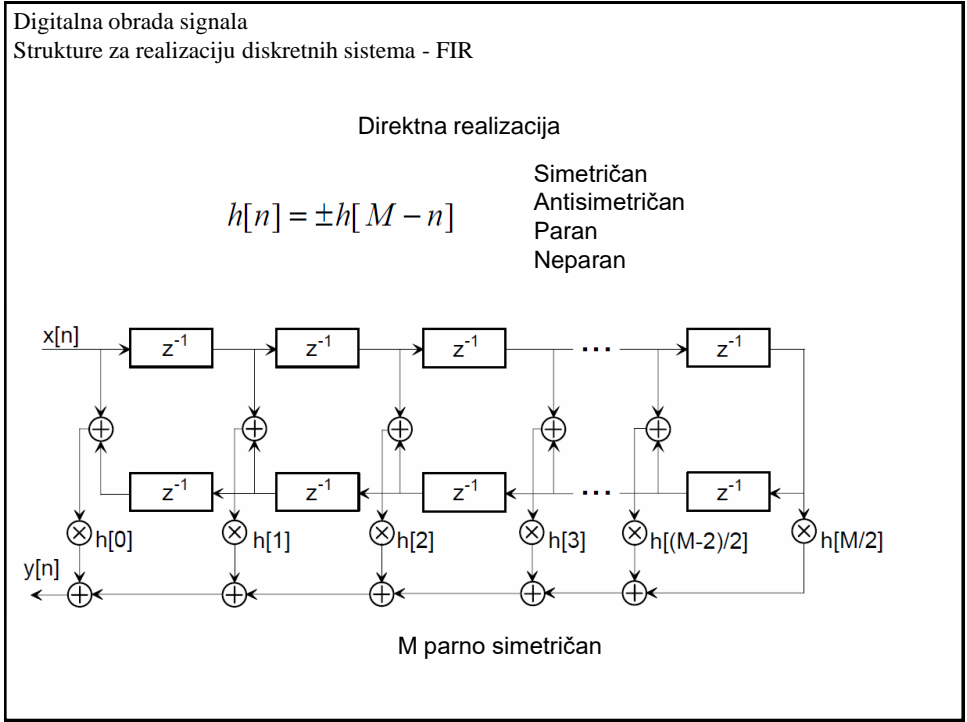 Digitalna obrada signala
Strukture za realizaciju diskretnih sistema - FIR
Direktna realizacija
h[n] = ±h[M − n]
Simetričan
Antisimetričan
Paran
Neparan
x[n]
z⁻¹ z⁻¹ z⁻¹ ... z⁻¹
z⁻¹ z⁻¹ z⁻¹ ... z⁻¹
h[0] h[1] h[2] h[3] h[(M-2)/2] h[M/2]
y[n]
M parno simetričan